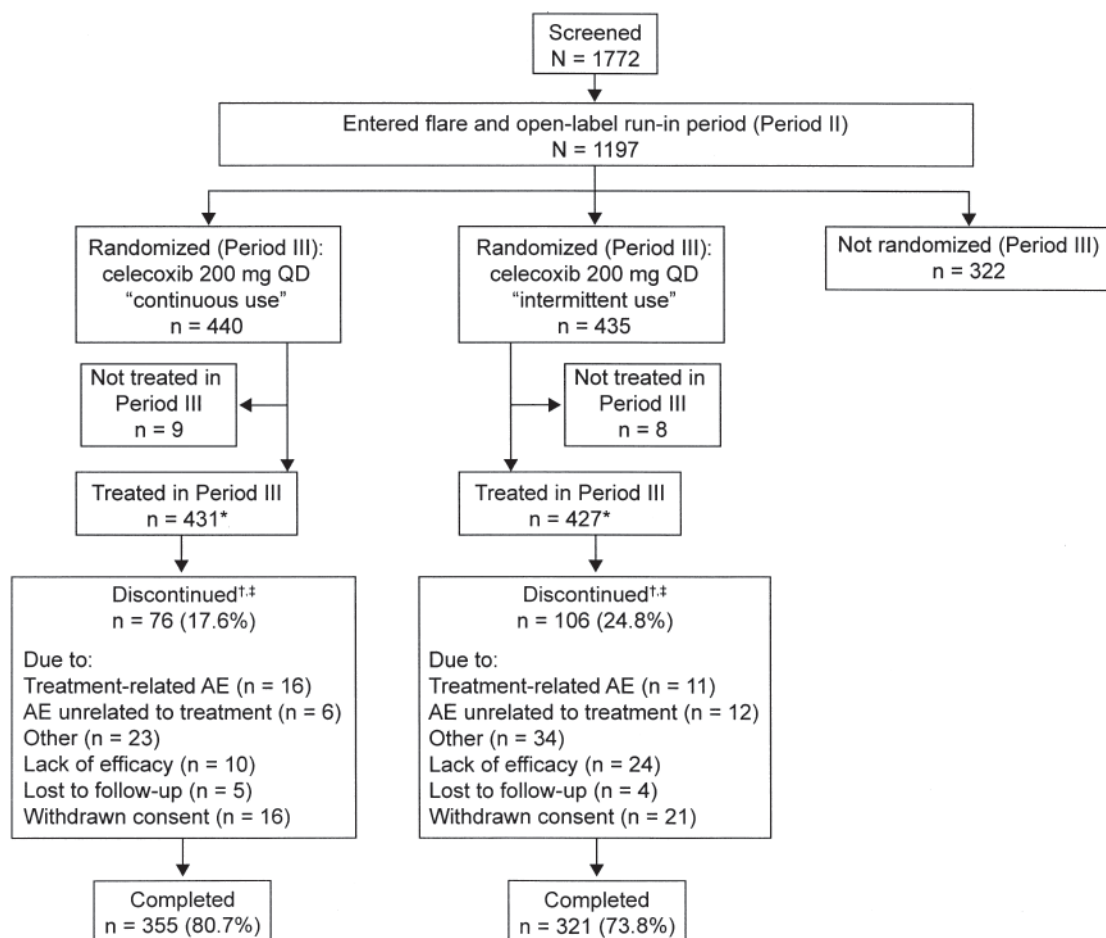 Screened
N = 1772
Entered flare and open-label run-in period (Period II)
N = 1197
Randomized (Period III):
celecoxib 200 mg QD
“continuous use”
n = 440
Randomized (Period III):
celecoxib 200 mg QD
“intermittent use”
n = 435
Not randomized (Period III)
n = 322
Not treated in
Period III
n = 9
Not treated in
Period III
n = 8
Treated in Period III
n = 431*
Treated in Period III
n = 427*
Discontinued†,‡
n = 76 (17.6%)
Due to:
Treatment-related AE (n = 16)
AE unrelated to treatment (n = 6)
Other (n = 23)
Lack of efficacy (n = 10)
Lost to follow-up (n = 5)
Withdrawn consent (n = 16)
Discontinued†,‡
n = 106 (24.8%)
Due to:
Treatment-related AE (n = 11)
AE unrelated to treatment (n = 12)
Other (n = 34)
Lack of efficacy (n = 24)
Lost to follow-up (n = 4)
Withdrawn consent (n = 21)
Completed
n = 355 (80.7%)
Completed
n = 321 (73.8%)